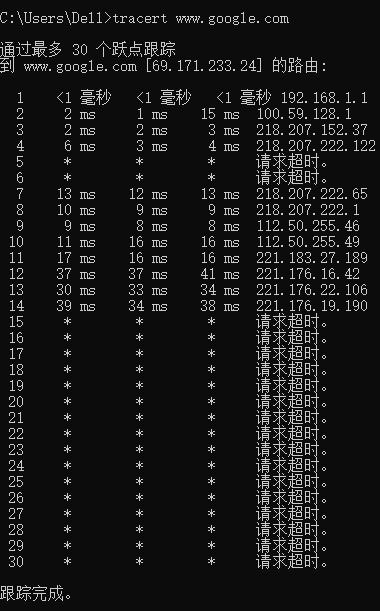 C:\Users\Dell>tracert www.google.com
通过最多 30 个跃点跟踪
到 www.google.com [69.171.233.24] 的路由:
1 <1 毫秒 <1 毫秒 <1 毫秒 192.168.1.1
2 2 ms 1 ms 15 ms 100.59.128.1
3 2 ms 2 ms 3 ms 218.207.152.37
4 6 ms 3 ms 4 ms 218.207.222.122
5 * * * 请求超时。
6 * * * 请求超时。
7 13 ms 12 ms 13 ms 218.207.222.65
8 10 ms 9 ms 9 ms 218.207.222.1
9 9 ms 8 ms 8 ms 112.50.255.46
10 11 ms 16 ms 16 ms 112.50.255.49
11 17 ms 16 ms 16 ms 221.183.27.189
12 37 ms 37 ms 41 ms 221.176.16.42
13 30 ms 33 ms 34 ms 221.176.22.106
14 39 ms 34 ms 38 ms 221.176.19.190
15 * * * 请求超时。
16 * * * 请求超时。
17 * * * 请求超时。
18 * * * 请求超时。
19 * * * 请求超时。
20 * * * 请求超时。
21 * * * 请求超时。
22 * * * 请求超时。
23 * * * 请求超时。
24 * * * 请求超时。
25 * * * 请求超时。
26 * * * 请求超时。
27 * * * 请求超时。
28 * * * 请求超时。
29 * * * 请求超时。
30 * * * 请求超时。
跟踪完成。